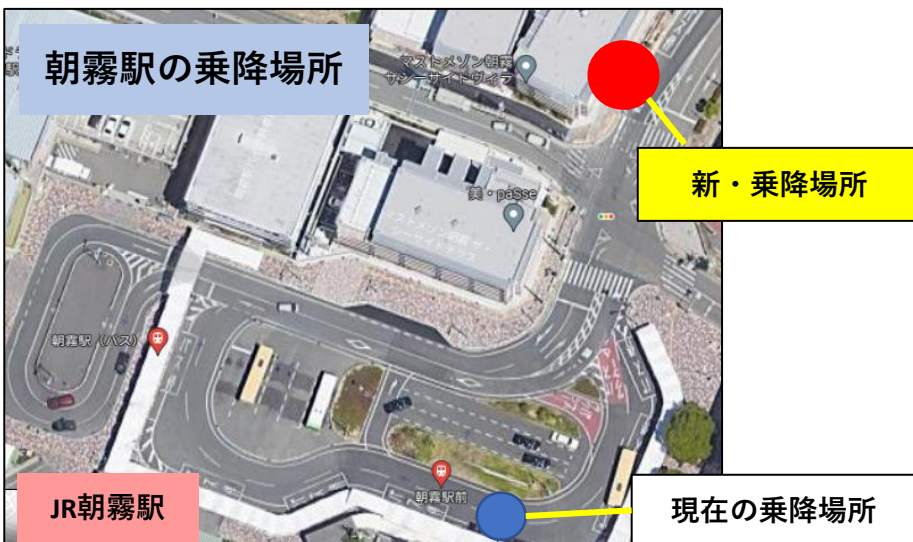 朝霧駅の乗降場所
マストメゾン朝霧
サシーサイドヴィラ
新・乗降場所
美・paSse
朝霧駅（バス）
朝霧駅前
JR朝霧駅
現在の乗降場所